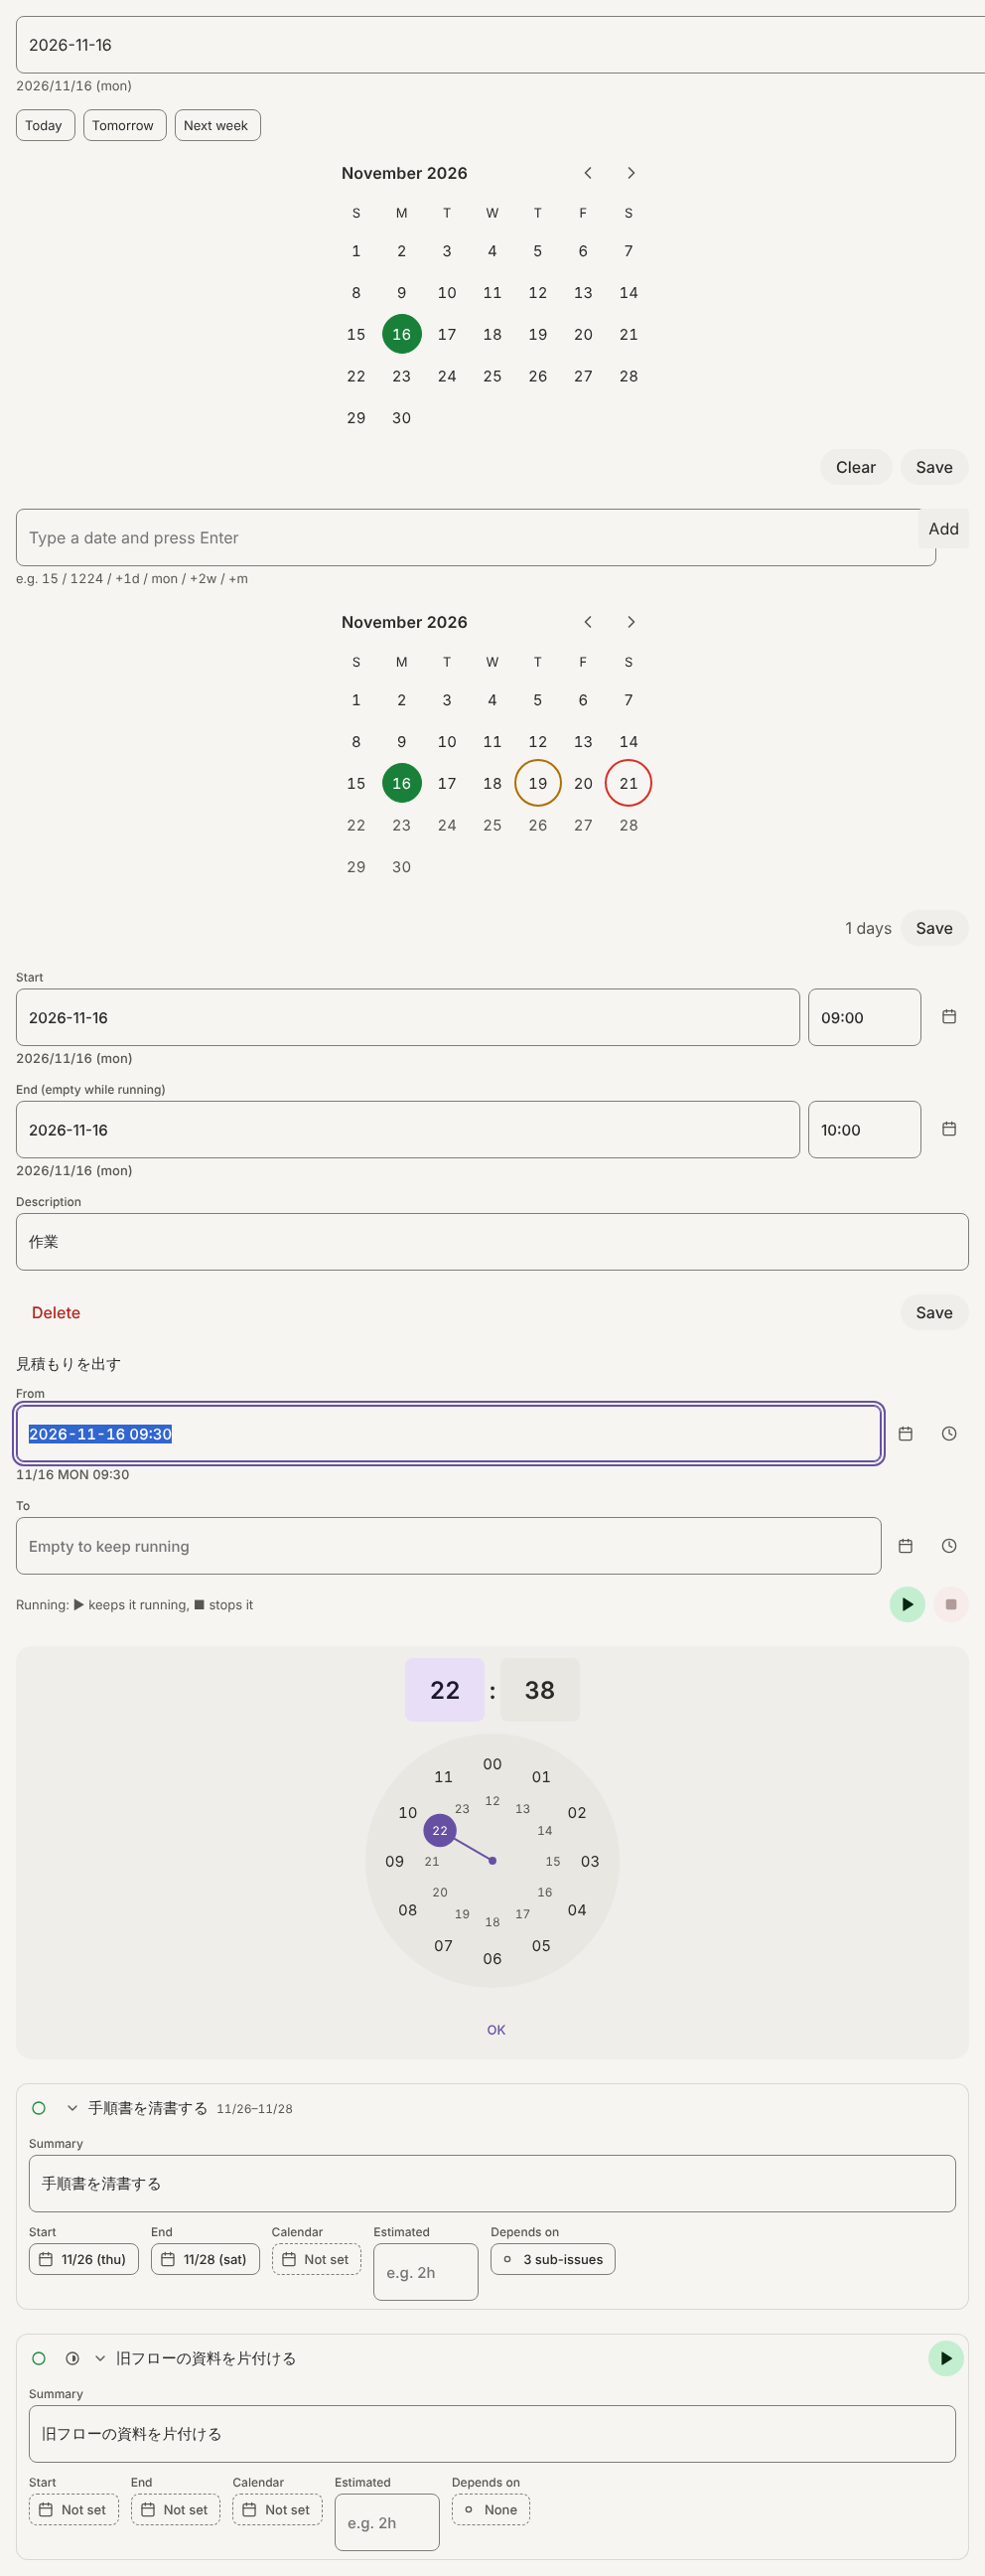 2026-11-16
2026/11/16 (mon)
Today Tomorrow Next week
November 2026
S M T W T F S
1 2 3 4 5 6 7
8 9 10 11 12 13 14
15 16 17 18 19 20 21
22 23 24 25 26 27 28
29 30
Clear Save
Type a date and press Enter Add
e.g. 15 / 1224 / +1d / mon / +2w / +m
November 2026
S M T W T F S
1 2 3 4 5 6 7
8 9 10 11 12 13 14
15 16 17 18 19 20 21
22 23 24 25 26 27 28
29 30
1 days Save
Start
2026-11-16 09:00
2026/11/16 (mon)
End (empty while running)
2026-11-16 10:00
2026/11/16 (mon)
Description
作業
Delete Save
見積もりを出す
From
2026-11-16 09:30
11/16 MON 09:30
To
Empty to keep running
Running: ▶ keeps it running, ■ stops it
22 : 38
00
11 01
12
23 13
10 02
22 14
09 21 15 03
20 16
08 04
19 17
18
07 05
06
OK
手順書を清書する 11/26–11/28
Summary
手順書を清書する
Start End Calendar Estimated Depends on
11/26 (thu) 11/28 (sat) Not set e.g. 2h 3 sub-issues
旧フローの資料を片付ける
Summary
旧フローの資料を片付ける
Start End Calendar Estimated Depends on
Not set Not set Not set e.g. 2h None